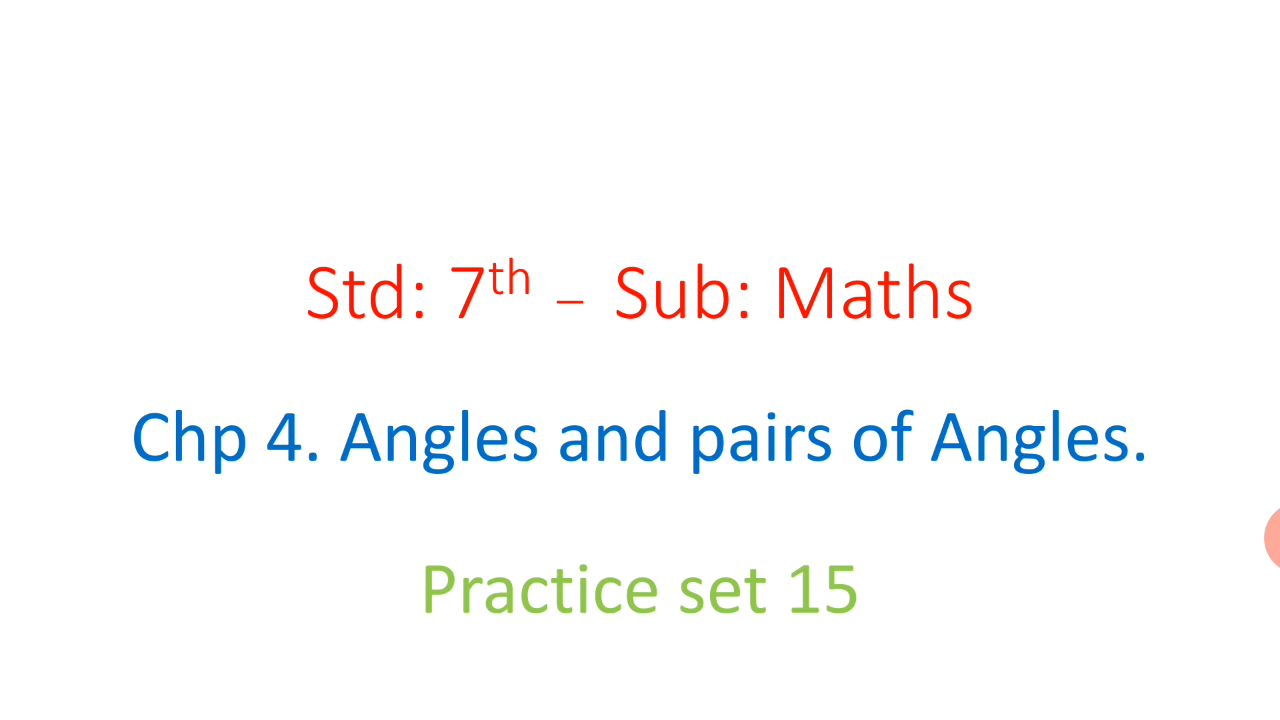 Std: 7th – Sub: Maths
Chp 4. Angles and pairs of Angles.
Practice set 15